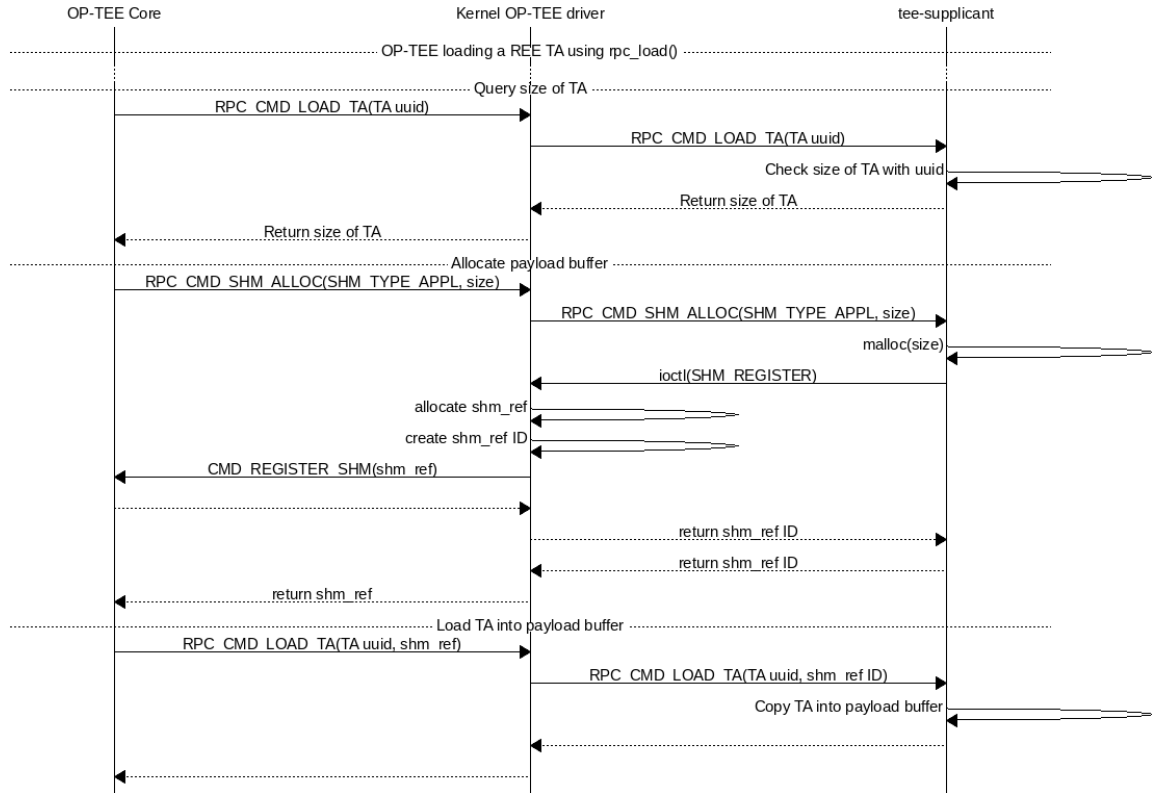 OP-TEE Core
Kernel OP-TEE driver
tee-supplicant
OP-TEE loading a REE TA using rpc_load()
Query size of TA
RPC_CMD_LOAD_TA(TA uuid)
RPC_CMD_LOAD_TA(TA uuid)
Check size of TA with uuid
Return size of TA
Return size of TA
Allocate payload buffer
RPC_CMD_SHM_ALLOC(SHM_TYPE_APPL, size)
RPC_CMD_SHM_ALLOC(SHM_TYPE_APPL, size)
malloc(size)
ioctl(SHM_REGISTER)
allocate shm_ref
create shm_ref ID
CMD_REGISTER_SHM(shm_ref)
return shm_ref ID
return shm_ref ID
return shm_ref
Load TA into payload buffer
RPC_CMD_LOAD_TA(TA uuid, shm_ref)
RPC_CMD_LOAD_TA(TA uuid, shm_ref ID)
Copy TA into payload buffer